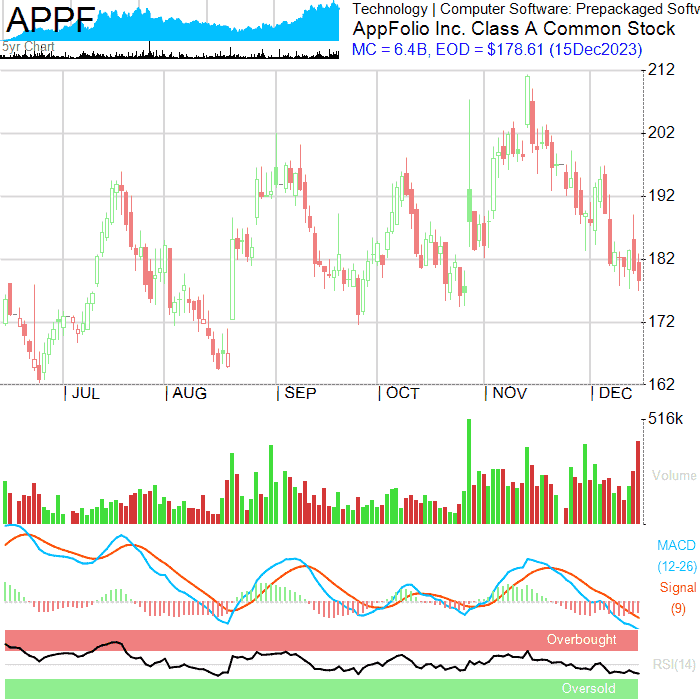 APPF
5yr Chart
Technology | Computer Software: Prepackaged Softw
AppFolio Inc. Class A Common Stock
MC = 6.4B, EOD = $178.61 (15Dec2023)
212
202
192
182
172
162
| JUL | AUG | SEP | OCT | NOV | DEC
516k
Volume
MACD
(12-26)
Signal
(9)
Overbought
RSI(14)
Oversold